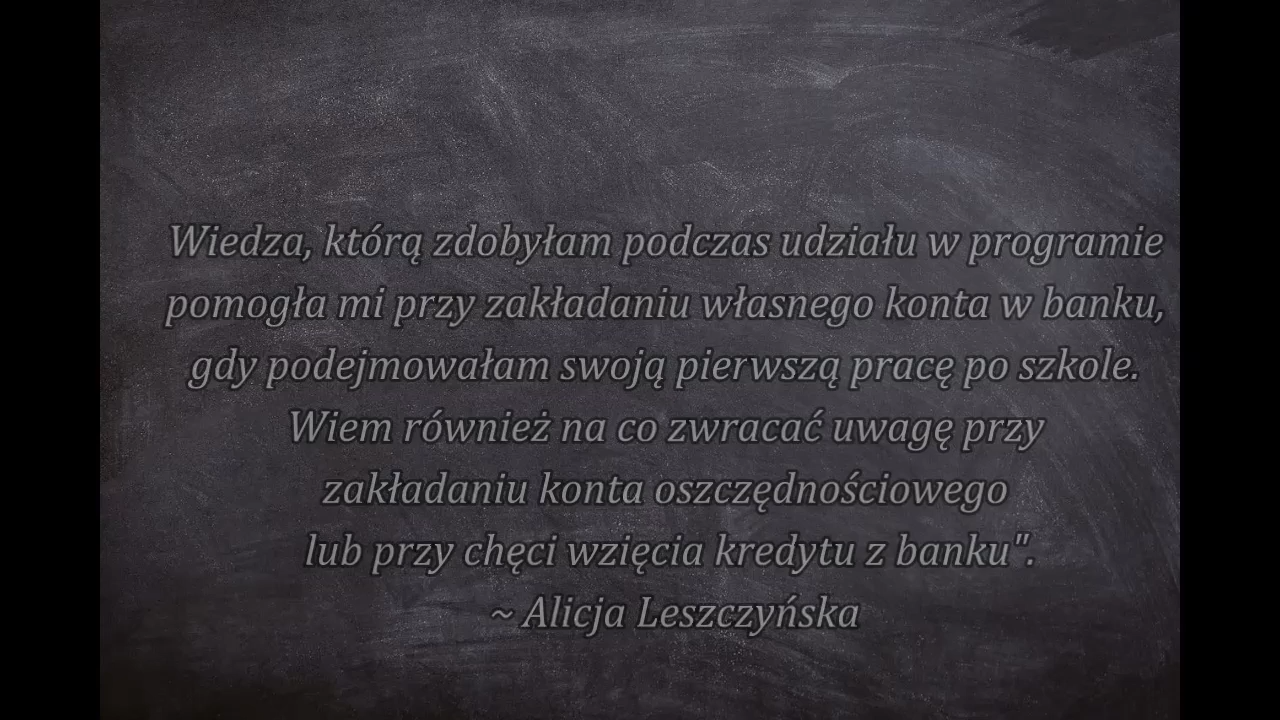 Wiedza, którą zdobyłam podczas udziału w programie
pomogła mi przy zakładaniu własnego konta w banku,
gdy podejmowałam swoją pierwszą pracę po szkole.
Wiem również na co zwracać uwagę przy
zakładaniu konta oszczędnościowego
lub przy chęci wzięcia kredytu z banku".
~ Alicja Leszczyńska